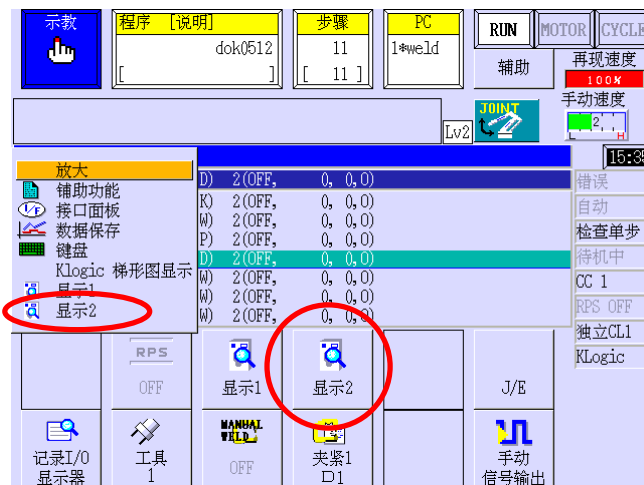 示教
程序 [说明]
dok0512
[ ]
步骤
11
[ 11 ]
PC
1*weld
RUN
MOTOR
CYCLE
辅助
再现速度
100%
手动速度
2
L H
Lv2
JOINT
15:35
放大
辅助功能
I/F 接口面板
数据保存
键盘
Klogic 梯形图显示
显示1
显示2
D) 2(OFF, 0, 0,0)
K) 2(OFF, 0, 0,0)
W) 2(OFF, 0, 0,0)
P) 2(OFF, 0, 0,0)
D) 2(OFF, 0, 0,0)
W) 2(OFF, 0, 0,0)
W) 2(OFF, 0, 0,0)
W) 2(OFF, 0, 0,0)
错误
自动
检查单步
待机中
CC 1
RPS OFF
独立CL1
KLogic
RPS
OFF
显示1
显示2
J/E
记录I/O
显示器
工具
1
MANUAL
WELD
OFF
夹紧1
D1
手动
信号输出